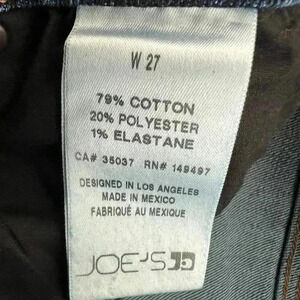 W 27
79% COTTON
20% POLYESTER
1% ELASTANE
CA# 35037 RN# 149497
DESIGNED IN LOS ANGELES
MADE IN MEXICO
FABRIQUÉ AU MEXIQUE
JOE'S